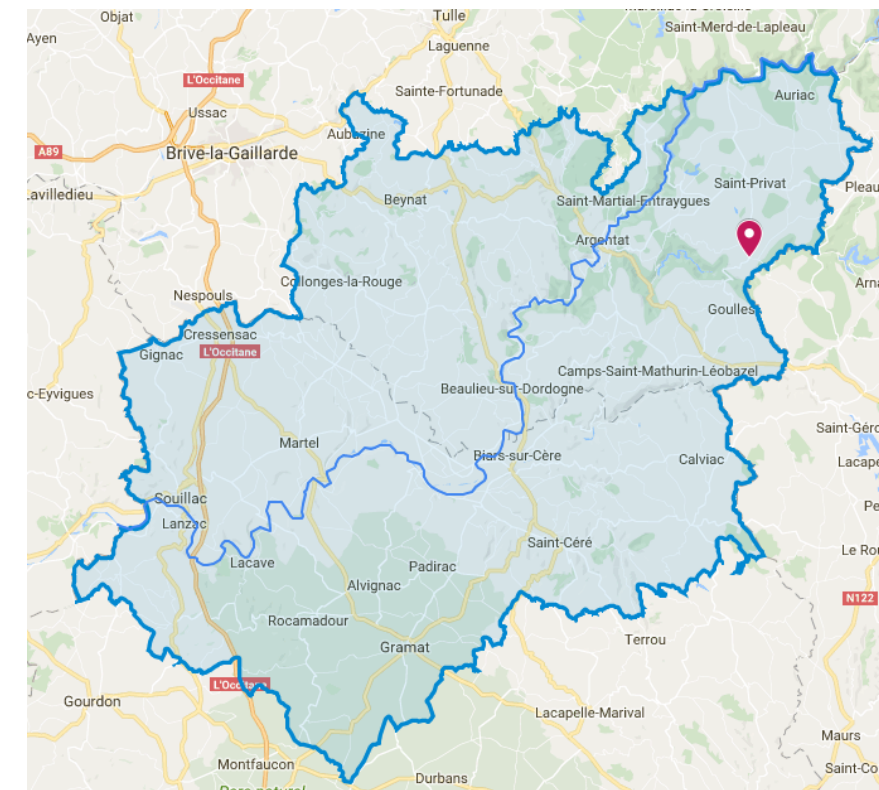 Objat
Tulle
Saint-Merd-de-Lapleau
Ayen
Laguenne
L'Occitane
Sainte-Fortunade
Auriac
Ussac
Aubazine
A89
Brive-la-Gaillarde
Saint-Privat
Pleau
Lavilledieu
Beynat
Saint-Martial-Entraygues
Argentat
Collonges-la-Rouge
Arna
Nespouls
Goulles
Cressensac
L'Occitane
Gignac
Camps-Saint-Mathurin-Léobazel
Beaulieu-sur-Dordogne
c-Eyvigues
Saint-Géro
Martel
Biars-sur-Cère
Calviac
Lacape
Souillac
Pe
Lanzac
Saint-Céré
Le Rou
Lacave
Padirac
Alvignac
N122
Rocamadour
Terrou
Gramat
L'Occitane
Gourdon
Lacapelle-Marival
Maurs
Montfaucon
Saint-Co
Durbans